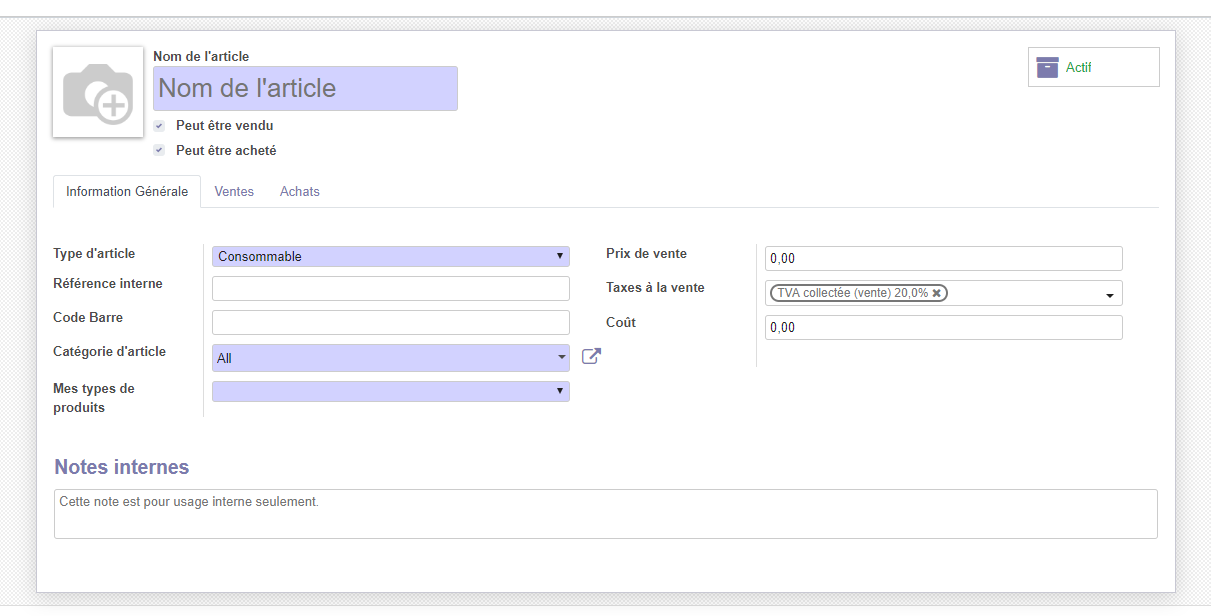 Nom de l'article
Nom de l'article
Actif
Peut être vendu
Peut être acheté
Information Générale Ventes Achats
Type d'article Consommable
Prix de vente 0,00
Référence interne
Taxes à la vente TVA collectée (vente) 20,0%
Code Barre
Coût 0,00
Catégorie d'article All
Mes types de
produits
Notes internes
Cette note est pour usage interne seulement.